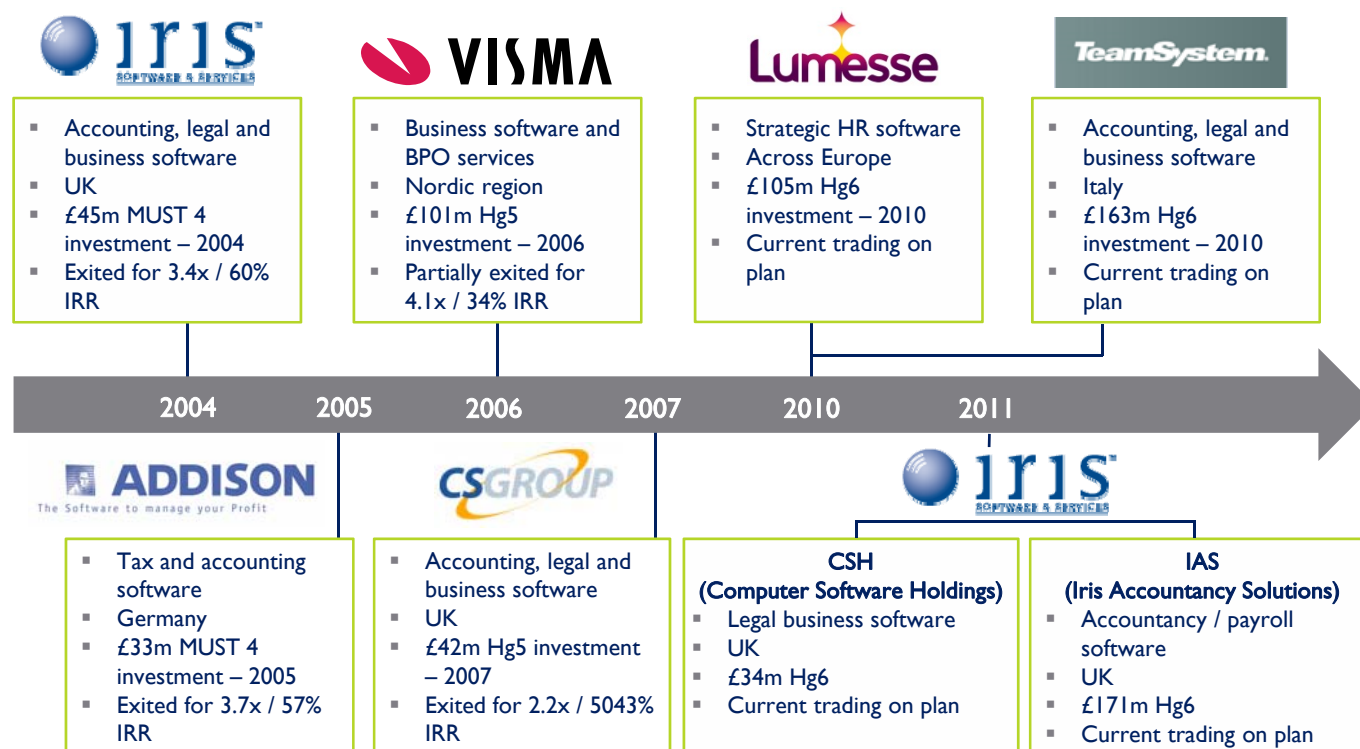 IRIS™
SOFTWARE & SERVICES
VISMA
Lumesse
TeamSystem.
▪ Accounting, legal and
business software
▪ UK
▪ £45m MUST 4
investment – 2004
▪ Exited for 3.4x / 60%
IRR
▪ Business software and
BPO services
▪ Nordic region
▪ £101m Hg5
investment – 2006
▪ Partially exited for
4.1x / 34% IRR
▪ Strategic HR software
▪ Across Europe
▪ £105m Hg6
investment – 2010
▪ Current trading on
plan
▪ Accounting, legal and
business software
▪ Italy
▪ £163m Hg6
investment – 2010
▪ Current trading on
plan
2004 2005 2006 2007 2010 2011
ADDISON
The Software to manage your Profit
CSGROUP
IRIS™
SOFTWARE & SERVICES
▪ Tax and accounting
software
▪ Germany
▪ £33m MUST 4
investment – 2005
▪ Exited for 3.7x / 57%
IRR
▪ Accounting, legal and
business software
▪ UK
▪ £42m Hg5 investment
– 2007
▪ Exited for 2.2x / 5043%
IRR
CSH
(Computer Software Holdings)
▪ Legal business software
▪ UK
▪ £34m Hg6
▪ Current trading on plan
IAS
(Iris Accountancy Solutions)
▪ Accountancy / payroll
software
▪ UK
▪ £171m Hg6
▪ Current trading on plan